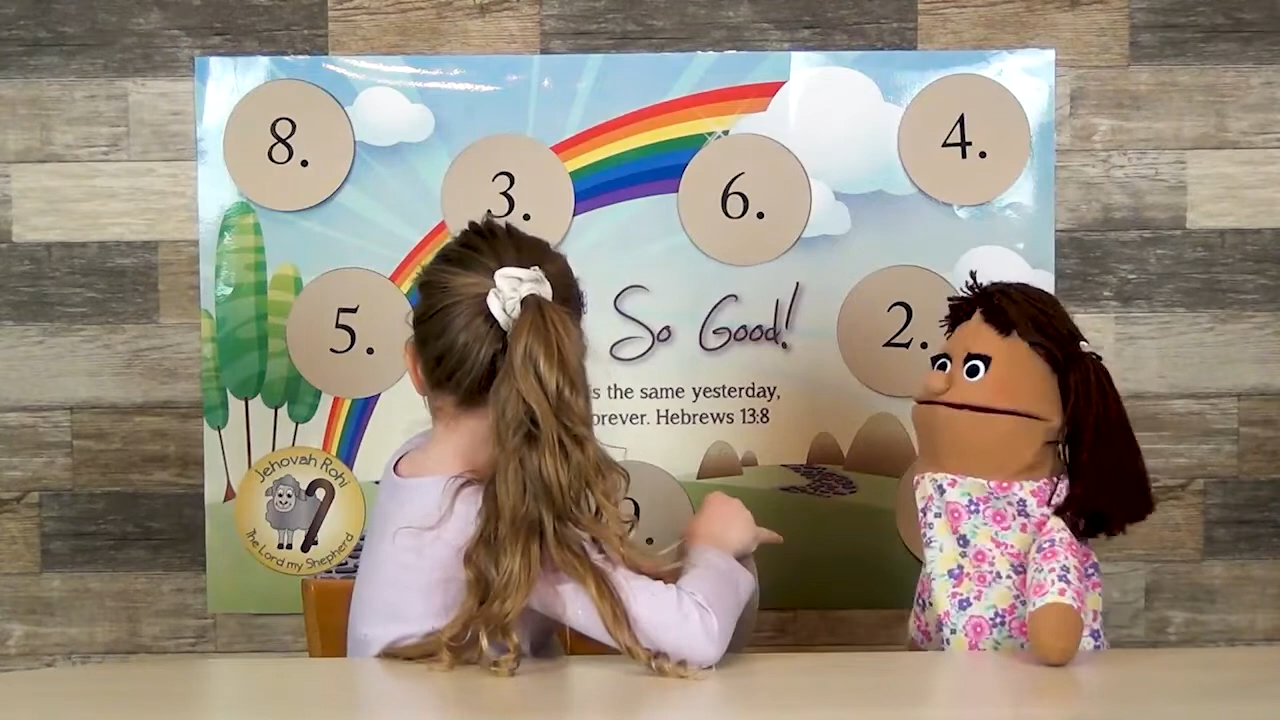 8.
4.
3.
6.
5.
So Good!
2.
s the same yesterday,
orever. Hebrews 13:8
Jehovah Rohi
The Lord my Shepherd